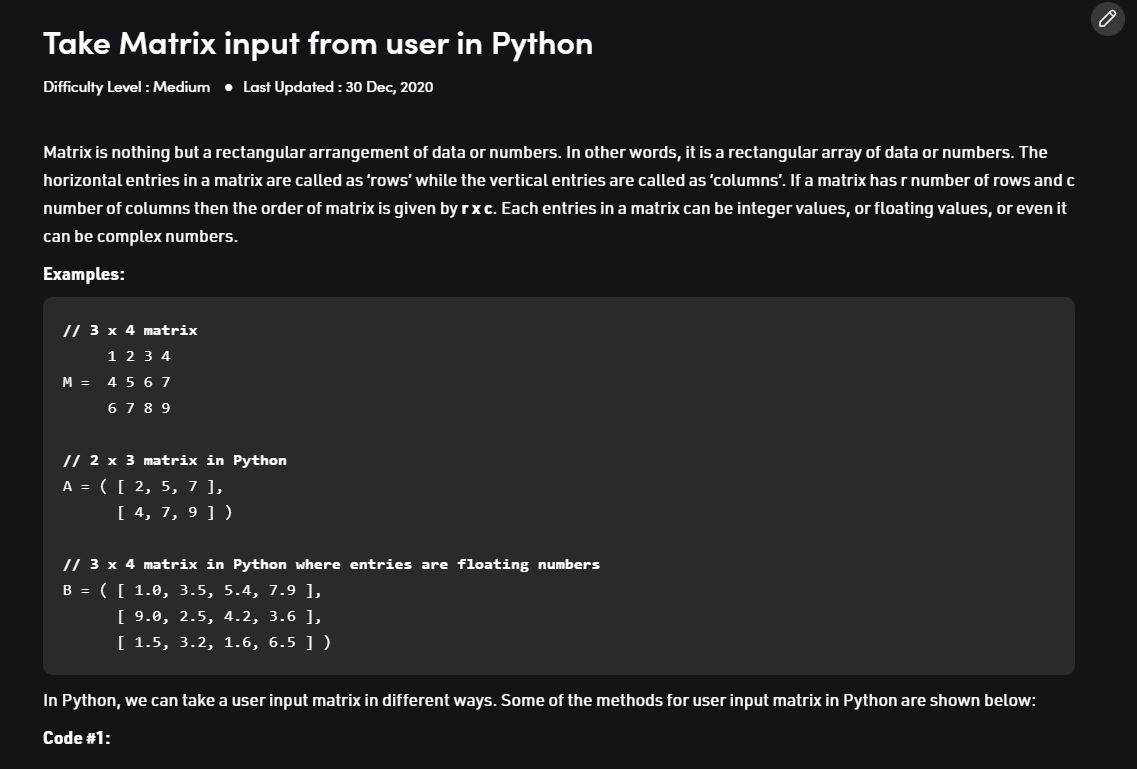 Take Matrix input from user in Python
Difficulty Level : Medium ● Last Updated : 30 Dec, 2020
Matrix is nothing but a rectangular arrangement of data or numbers. In other words, it is a rectangular array of data or numbers. The
horizontal entries in a matrix are called as ‘rows’ while the vertical entries are called as ‘columns’. If a matrix has r number of rows and c
number of columns then the order of matrix is given by r x c. Each entries in a matrix can be integer values, or floating values, or even it
can be complex numbers.
Examples:
// 3 x 4 matrix
1 2 3 4
M = 4 5 6 7
6 7 8 9
// 2 x 3 matrix in Python
A = ( [ 2, 5, 7 ],
[ 4, 7, 9 ] )
// 3 x 4 matrix in Python where entries are floating numbers
B = ( [ 1.0, 3.5, 5.4, 7.9 ],
[ 9.0, 2.5, 4.2, 3.6 ],
[ 1.5, 3.2, 1.6, 6.5 ] )
In Python, we can take a user input matrix in different ways. Some of the methods for user input matrix in Python are shown below:
Code #1: